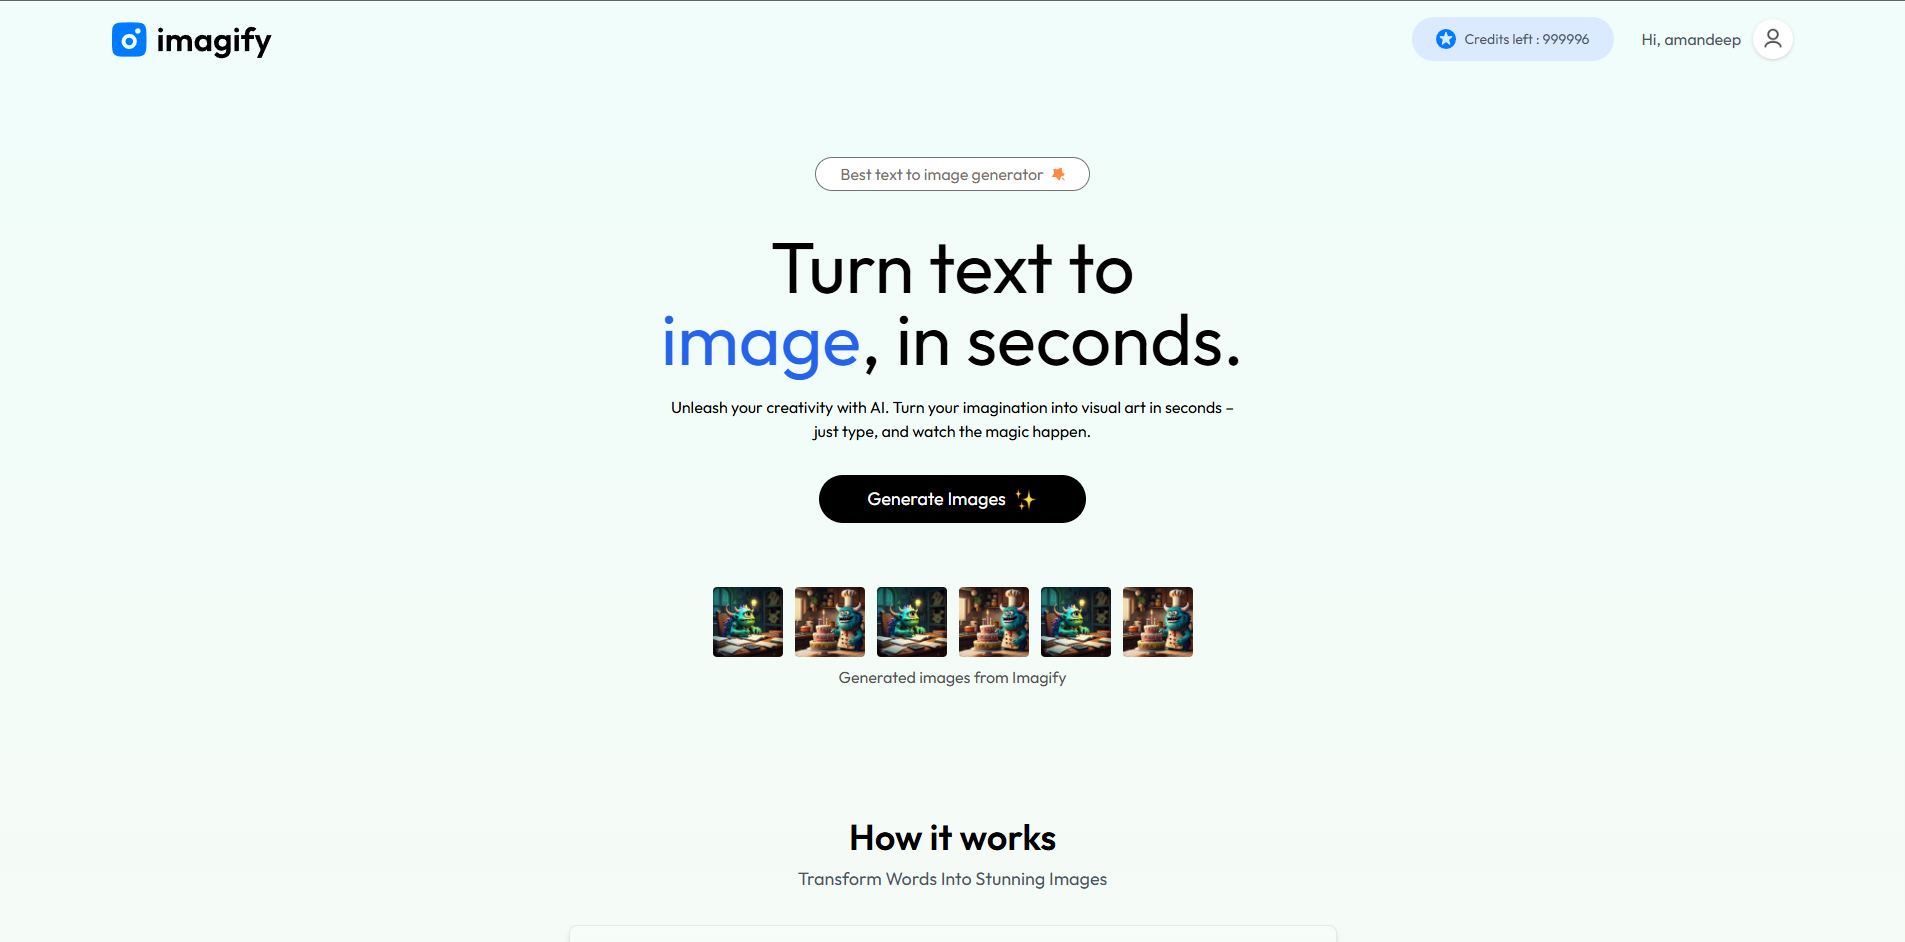 imagify
Credits left : 999996
Hi, amandeep
Best text to image generator
Turn text to
image, in seconds.
Unleash your creativity with AI. Turn your imagination into visual art in seconds –
just type, and watch the magic happen.
Generate Images
Generated images from Imagify
How it works
Transform Words Into Stunning Images